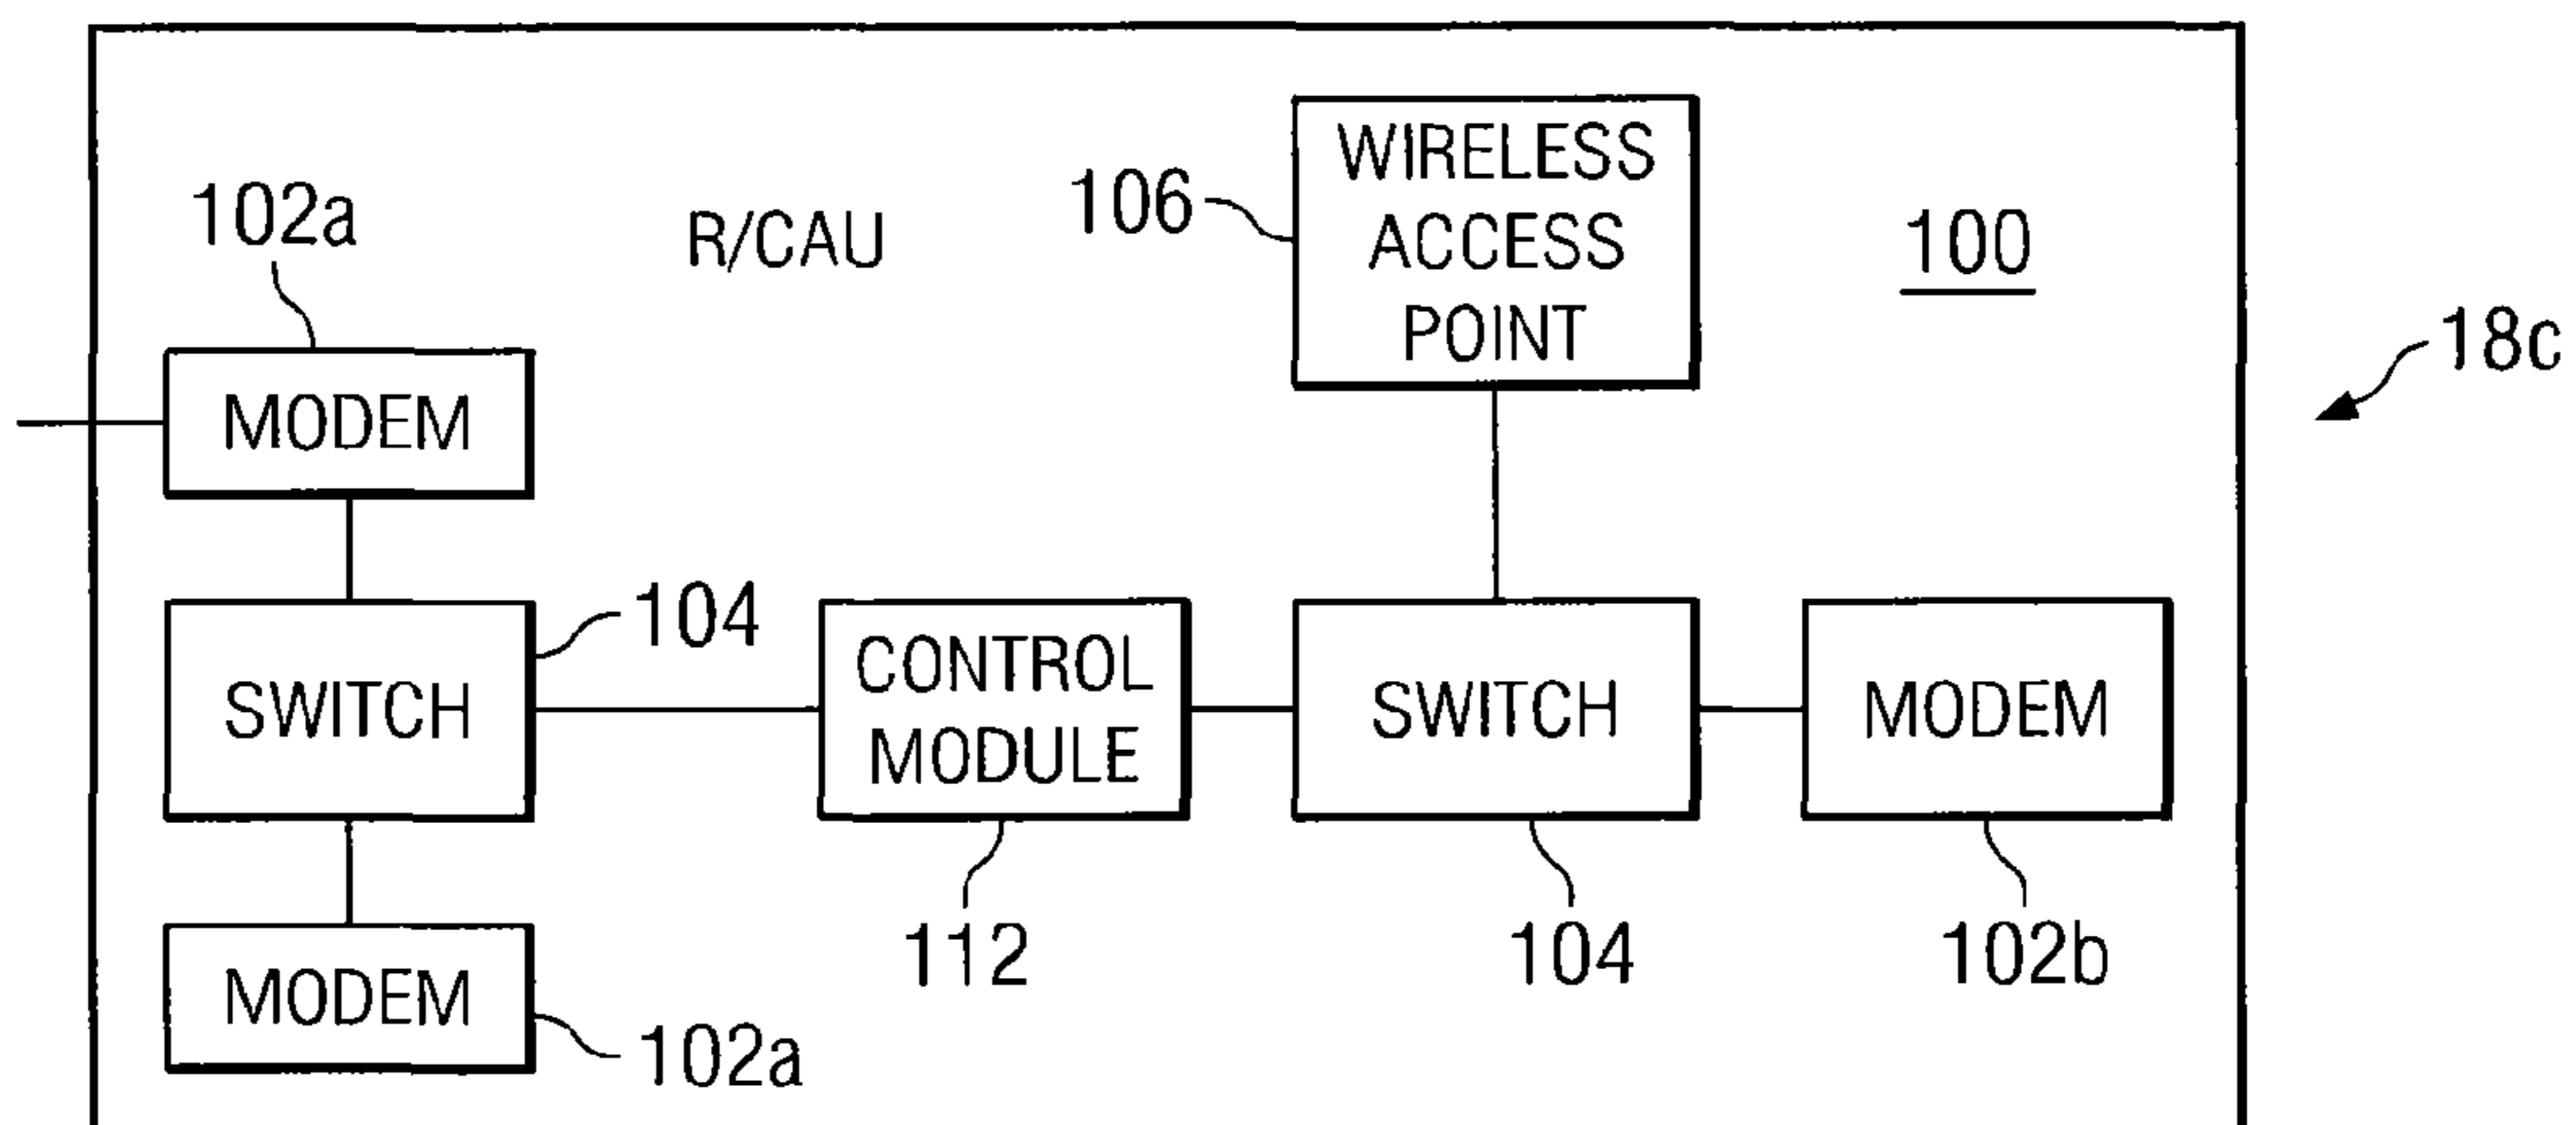 WIRELESS
ACCESS
POINT
106
100
102a
R/CAU
18c
MODEM
104
CONTROL
MODULE
SWITCH
SWITCH
MODEM
112
104
102b
MODEM
102a